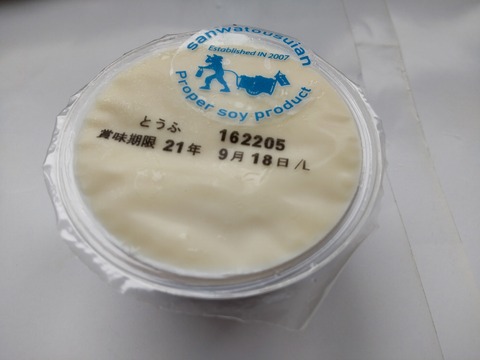 sanwatousuian
Established IN 2007
Proper soy product
とうふ 162205
賞味期限 21年 9月18日/L